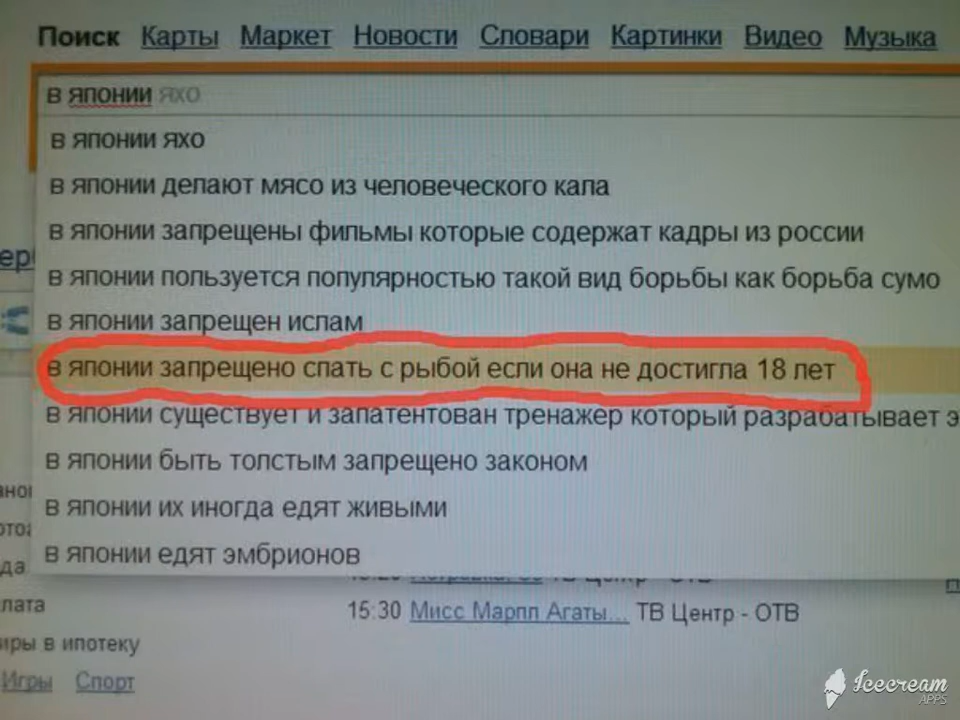 Поиск Карты Маркет Новости Словари Картинки Видео Музыка
в японии яхо
в японии яхо
в японии делают мясо из человеческого кала
в японии запрещены фильмы которые содержат кадры из россии
в японии пользуется популярностью такой вид борьбы как борьба сумо
в японии запрещен ислам
в японии запрещено спать с рыбой если она не достигла 18 лет
в японии существует и запатентован тренажер который разрабатывает э
в японии быть толстым запрещено законом
в японии их иногда едят живыми
в японии едят эмбрионов
15:30 Мисс Марпл Агаты... ТВ Центр - ОТВ
иры в ипотеку
Игры Спорт
Icecream
APPS